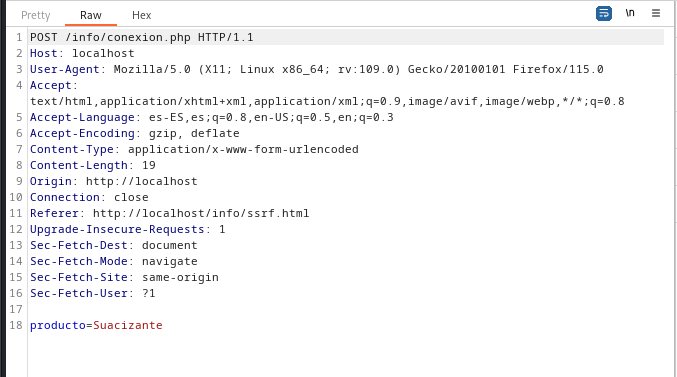 Pretty Raw Hex \n
1 POST /info/conexion.php HTTP/1.1
2 Host: localhost
3 User-Agent: Mozilla/5.0 (X11; Linux x86_64; rv:109.0) Gecko/20100101 Firefox/115.0
4 Accept:
text/html,application/xhtml+xml,application/xml;q=0.9,image/avif,image/webp,*/*;q=0.8
5 Accept-Language: es-ES,es;q=0.8,en-US;q=0.5,en;q=0.3
6 Accept-Encoding: gzip, deflate
7 Content-Type: application/x-www-form-urlencoded
8 Content-Length: 19
9 Origin: http://localhost
10 Connection: close
11 Referer: http://localhost/info/ssrf.html
12 Upgrade-Insecure-Requests: 1
13 Sec-Fetch-Dest: document
14 Sec-Fetch-Mode: navigate
15 Sec-Fetch-Site: same-origin
16 Sec-Fetch-User: ?1
17
18 producto=Suacizante